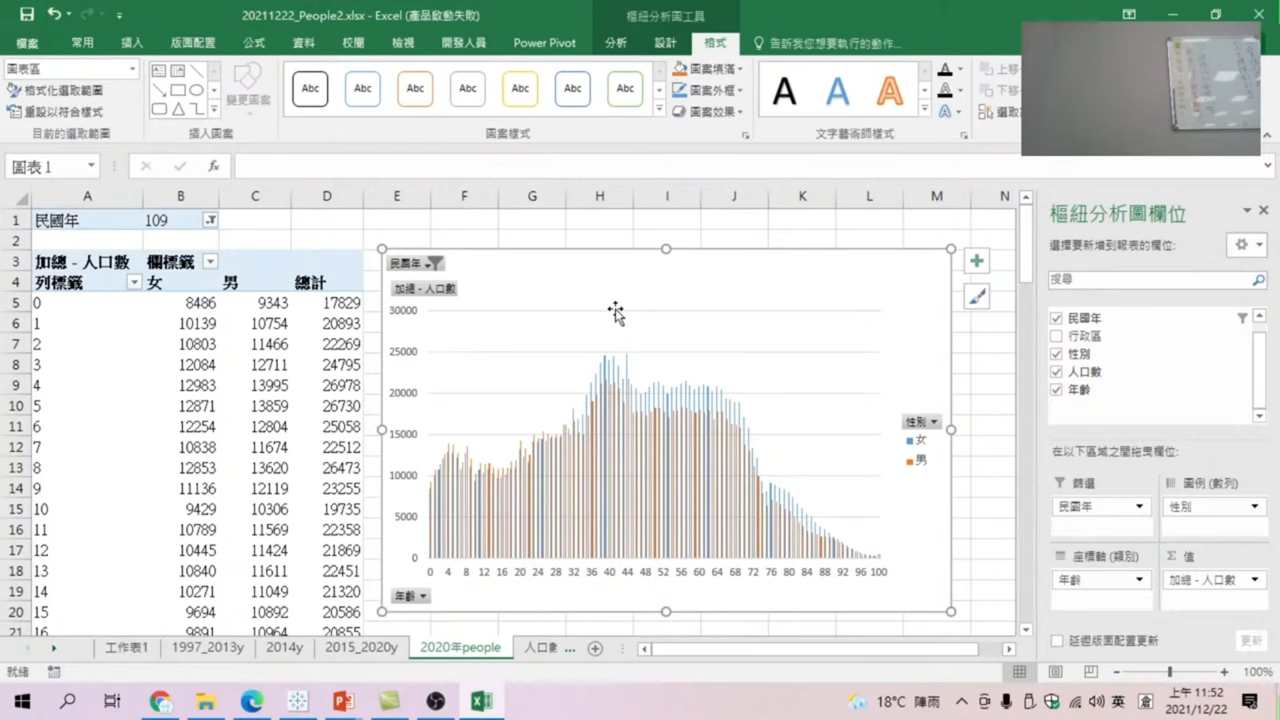 20211222_People2.xlsx - Excel (產品啟動失敗)
樞紐分析圖工具
檔案 常用 插入 版面配置 公式 資料 校閱 檢視 開發人員 Power Pivot 分析 設計 格式 告訴我您想要執行的動作...
圖表區
格式化選取範圍
重設以符合樣式
目前的選取範圍
變更圖案
插入圖案
Abc Abc Abc Abc Abc Abc Abc
圖案填滿
圖案外框
圖案效果
圖案樣式
A A A
文字藝術師樣式
上移
下移
選取
圖表 1
fx
A B C D E F G H I J K L M N
1 民國年 109
2
3 加總 - 人口數 欄標籤
4 列標籤 女 男 總計
5 0 8486 9343 17829
6 1 10139 10754 20893
7 2 10803 11466 22269
8 3 12084 12711 24795
9 4 12983 13995 26978
10 5 12871 13859 26730
11 6 12254 12804 25058
12 7 10838 11674 22512
13 8 12853 13620 26473
14 9 11136 12119 23255
15 10 9429 10306 19735
16 11 10789 11569 22358
17 12 10445 11424 21869
18 13 10840 11611 22451
19 14 10271 11049 21320
20 15 9694 10892 20586
21 16 9891 10964 20855
民國年
加總 - 人口數
30000
25000
20000
15000
10000
5000
0
0 4 8 12 16 20 24 28 32 36 40 44 48 52 56 60 64 68 72 76 80 84 88 92 96 100
年齡
性別
女
男
樞紐分析圖欄位
選擇要新增到報表的欄位:
搜尋
民國年
行政區
性別
人口數
年齡
在以下區域之間拖曳欄位:
篩選 圖例 (數列)
民國年 性別
座標軸 (類別) Σ 值
年齡 加總 - 人口數
延遲版面配置更新 更新
工作表1 1997_2013y 2014y 2015_2020y 2020年people 人口數 ...
就緒
100%
18°C 陣雨
英
上午 11:52
2021/12/22